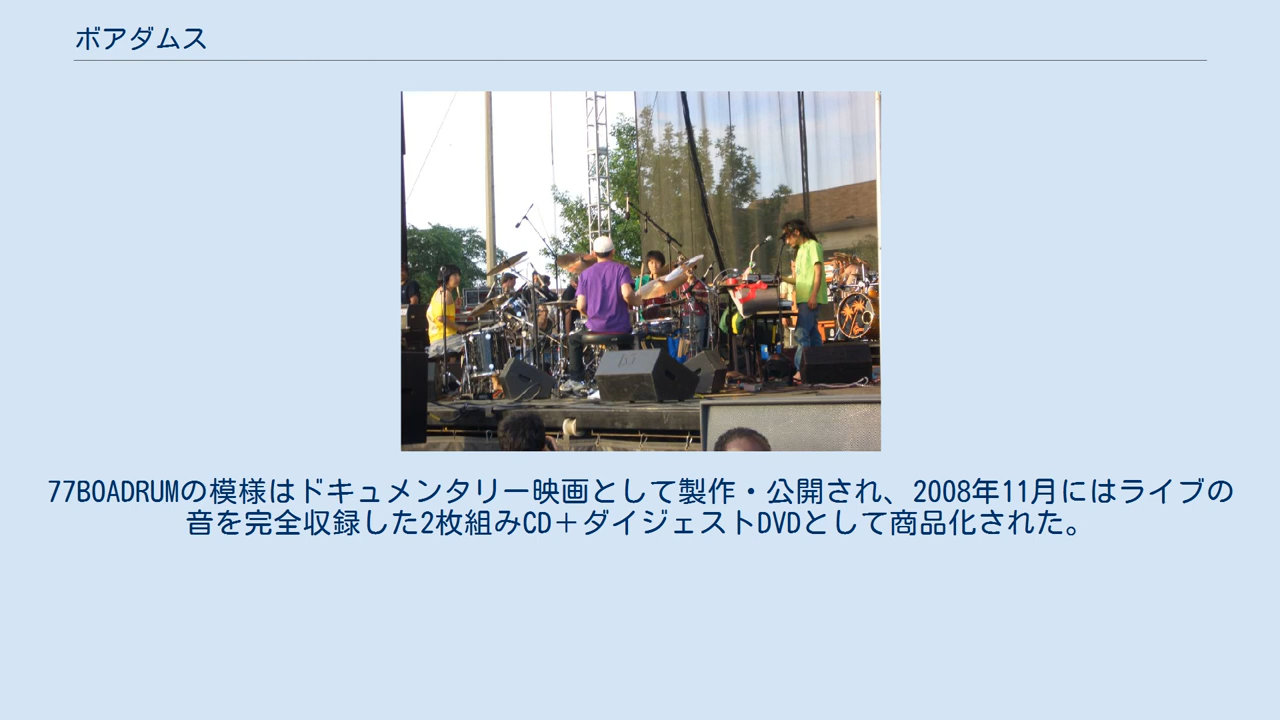 ボアダムス
77BOADRUMの模様はドキュメンタリー映画として製作・公開され、2008年11月にはライブの
音を完全収録した2枚組みCD＋ダイジェストDVDとして商品化された。